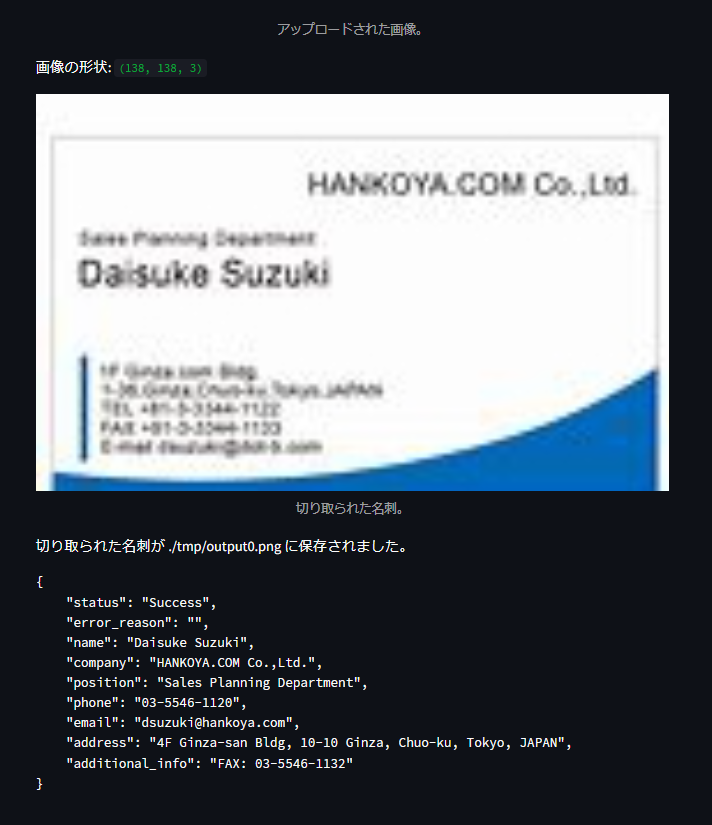 アップロードされた画像。
画像の形状: (138, 138, 3)
HANKOYA.COM Co.,Ltd.
Sales Planning Department
Daisuke Suzuki
1F Ginza.com Bldg.
Ginza,Chuo-ku,Tokyo,JAPAN
TEL +81-3-3344-1122
FAX +81-3-3344-1133
E-mail
切り取られた名刺。
切り取られた名刺が ./tmp/output0.png に保存されました。
{
"status": "Success",
"error_reason": "",
"name": "Daisuke Suzuki",
"company": "HANKOYA.COM Co.,Ltd.",
"position": "Sales Planning Department",
"phone": "03-5546-1120",
"email": "dsuzuki@hankoya.com",
"address": "4F Ginza-san Bldg, 10-10 Ginza, Chuo-ku, Tokyo, JAPAN",
"additional_info": "FAX: 03-5546-1132"
}